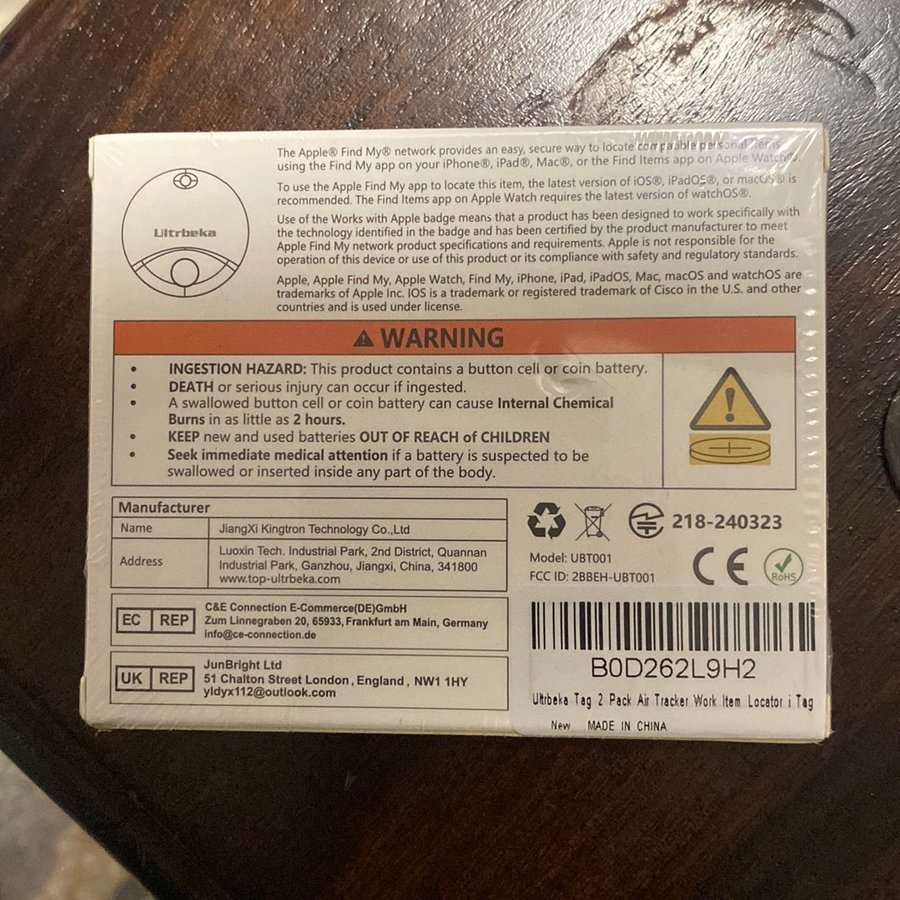 The Apple® Find My® network provides an easy, secure way to locate compatible personal items
using the Find My app on your iPhone®, iPad®, Mac®, or the Find Items app on Apple Watch®.
To use the Apple Find My app to locate this item, the latest version of iOS®, iPadOS®, or macOS® is
recommended. The Find Items app on Apple Watch requires the latest version of watchOS®.
Use of the Works with Apple badge means that a product has been designed to work specifically with
the technology identified in the badge and has been certified by the product manufacturer to meet
Apple Find My network product specifications and requirements. Apple is not responsible for the
operation of this device or use of this product or its compliance with safety and regulatory standards.
Apple, Apple Find My, Apple Watch, Find My, iPhone, iPad, iPadOS, Mac, macOS and watchOS are
trademarks of Apple Inc. IOS is a trademark or registered trademark of Cisco in the U.S. and other
countries and is used under license.
Ultrbeka
WARNING
• INGESTION HAZARD: This product contains a button cell or coin battery.
• DEATH or serious injury can occur if ingested.
• A swallowed button cell or coin battery can cause Internal Chemical
Burns in as little as 2 hours.
• KEEP new and used batteries OUT OF REACH of CHILDREN
• Seek immediate medical attention if a battery is suspected to be
swallowed or inserted inside any part of the body.
Manufacturer
Name JiangXi Kingtron Technology Co.,Ltd
Address Luoxin Tech. Industrial Park, 2nd District, Quannan
Industrial Park, Ganzhou, Jiangxi, China, 341800
www.top-ultrbeka.com
EC REP
C&E Connection E-Commerce(DE)GmbH
Zum Linnegraben 20, 65933, Frankfurt am Main, Germany
info@ce-connection.de
UK REP
JunBright Ltd
51 Chalton Street London, England, NW1 1HY
yldyx112@outlook.com
218-240323
Model: UBT001
FCC ID: 2BBEH-UBT001
CE
RoHS
B0D262L9H2
Ultrbeka Tag 2 Pack Air Tracker Work Item Locator i Tag
New MADE IN CHINA